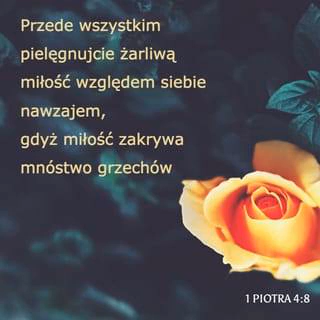 Przede wszystkim
pielęgnujcie żarliwą
miłość względem siebie
nawzajem,
gdyż miłość zakrywa
mnóstwo grzechów
1 PIOTRA 4:8